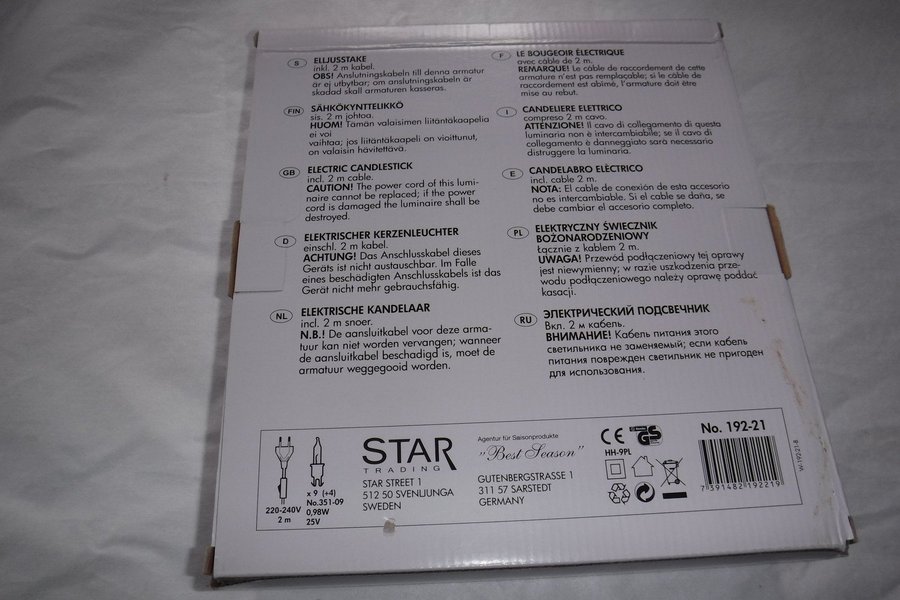 S
ELLJUSSTAKE
inkl. 2 m kabel.
OBS! Anslutningskabeln till denna armatur
är ej utbytbar; om anslutningskabeln är
skadad skall armaturen kasseras.
FIN
SÄHKÖKYNTTELIKKÖ
sis. 2 m johtaa.
HUOM! Tämän valaisimen liitäntäkaapelia
ei voi
vaihtaa; jos liitäntäkaapeli on vioittunut,
on valaisin hävitettävä.
GB
ELECTRIC CANDLESTICK
incl. 2 m cable.
CAUTION! The power cord of this lumi-
naire cannot be replaced; if the power
cord is damaged the luminaire shall be
destroyed.
D
ELEKTRISCHER KERZENLEUCHTER
einschl. 2 m kabel.
ACHTUNG! Das Anschlusskabel dieses
Geräts ist nicht austauschbar. Im Falle
eines beschädigten Anschlusskabels ist das
Gerät nicht mehr gebrauchsfähig.
NL
ELEKTRISCHE KANDELAAR
incl. 2 m snoer.
N.B.! De aansluitkabel voor deze arma-
tuur kan niet worden vervangen; wanneer
de aansluitkabel beschadigd is, moet de
armatuur weggegooid worden.
F
LE BOUGEOIR ÉLECTRIQUE
avec câble de 2 m.
REMARQUE! Le câble de raccordement de cette
armature n'est pas remplaçable; si le câble de
raccordement est abimé, l'armature doit être
mise au rebut.
I
CANDELIERE ELETTRICO
compreso 2 m cavo.
ATTENZIONE! Il cavo di collegamento di questa
luminaria non è intercambiabile; se il cavo di
collegamento è danneggiato sarà necessario
distruggere la luminaria.
E
CANDELABRO ELÈCTRICO
incl. cable 2 m.
NOTA: El cable de conexión de esta accesorio
no es intercambiable. Si el cable se daña, se
debe cambiar el accesorio completo.
PL
ELEKTRYCZNY ŚWIECZNIK
BOŻONARODZENIOWY
Łącznie z kablem 2 m.
UWAGA! Przewód podłączeniowy tej oprawy
jest niewymienny; w razie uszkodzenia prze-
wodu podłączeniowego należy oprawę poddać
kasacji.
RU
ЭЛЕКТРИЧЕСКИЙ ПОДСВЕЧНИК
Вкл. 2 м кабель.
ВНИМАНИЕ! Кабель питания этого
светильника не заменяемый; если кабель
питания поврежден светильник не пригоден
для использования.
220-240V
2 m
x 9 (+4)
No.351-09
0,98W
25V
STAR
TRADING
STAR STREET 1
512 50 SVENLJUNGA
SWEDEN
Agentur für Saisonprodukte
"Best Season"
GUTENBERGSTRASSE 1
311 57 SARSTEDT
GERMANY
CE GS
HH-9PL
No. 192-21
7 391482 192219
W-192-21-8